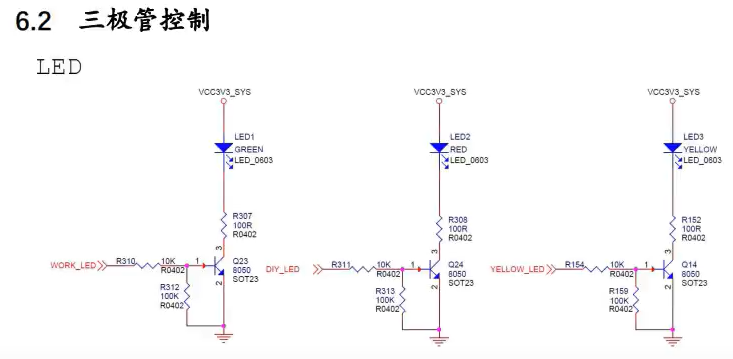 6.2 三极管控制
LED
VCC3V3_SYS
LED1
GREEN
LED_0603
R307
100R
R0402
3
WORK_LED
R310
10K
R0402
1
Q23
8050
SOT23
2
R312
100K
R0402
VCC3V3_SYS
LED2
RED
LED_0603
R308
100R
R0402
3
DIY_LED
R311
10K
R0402
1
Q24
8050
SOT23
2
R313
100K
R0402
VCC3V3_SYS
LED3
YELLOW
LED_0603
R152
100R
R0402
3
YELLOW_LED
R154
10K
R0402
1
Q14
8050
SOT23
2
R159
100K
R0402